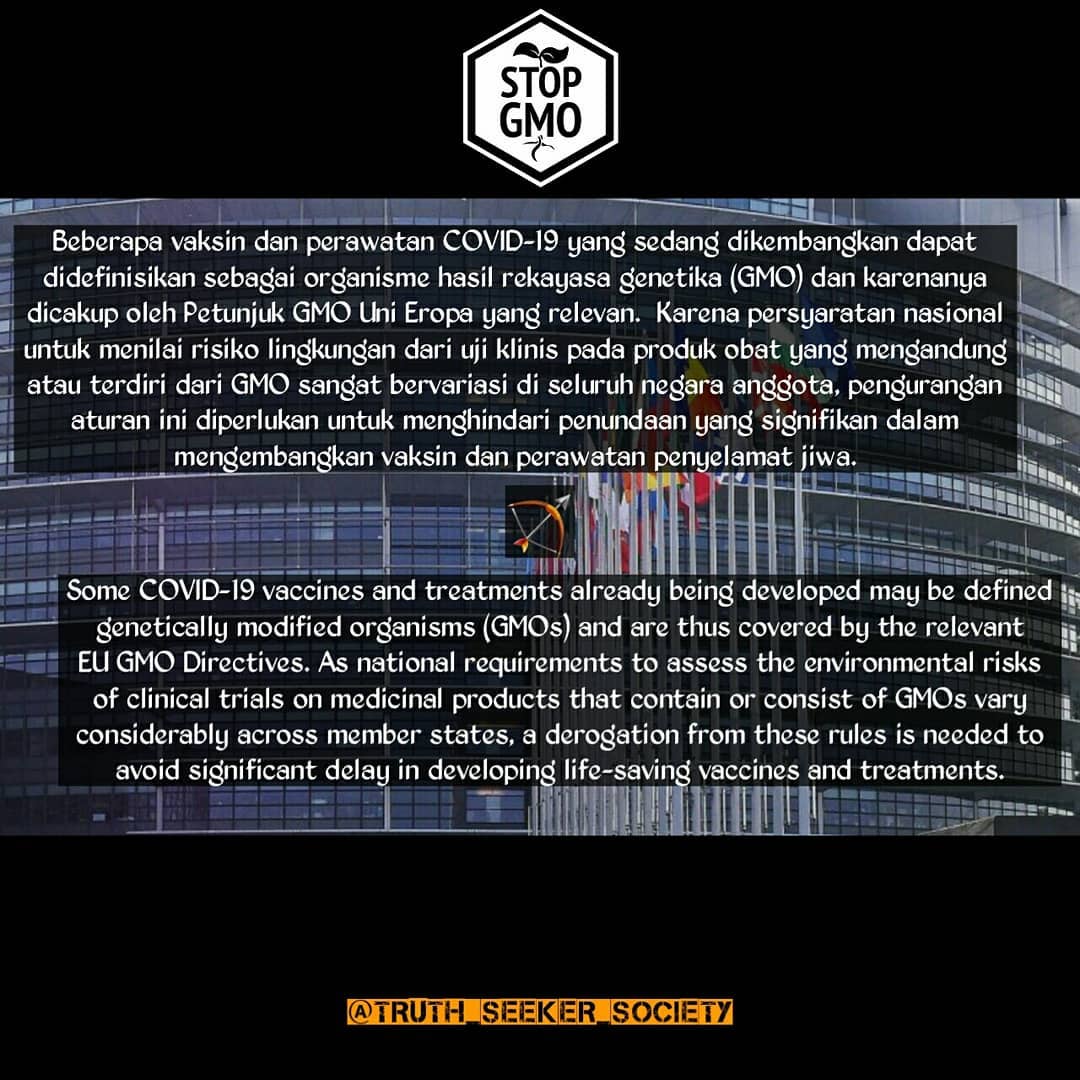 STOP
GMO
Beberapa vaksin dan perawatan COVID-19 yang sedang dikembangkan dapat
didefinisikan sebagai organisme hasil rekayasa genetika (GMO) dan karenanya
dicakup oleh Petunjuk GMO Uni Eropa yang relevan. Karena persyaratan nasional
untuk menilai risiko lingkungan dari uji klinis pada produk obat yang mengandung
atau terdiri dari GMO sangat bervariasi di seluruh negara anggota, pengurangan
aturan ini diperlukan untuk menghindari penundaan yang signifikan dalam
mengembangkan vaksin dan perawatan penyelamat jiwa.
Some COVID-19 vaccines and treatments already being developed may be defined
genetically modified organisms (GMOs) and are thus covered by the relevant
EU GMO Directives. As national requirements to assess the environmental risks
of clinical trials on medicinal products that contain or consist of GMOs vary
considerably across member states, a derogation from these rules is needed to
avoid significant delay in developing life-saving vaccines and treatments.
@TRUTH_SEEKER_SOCIETY